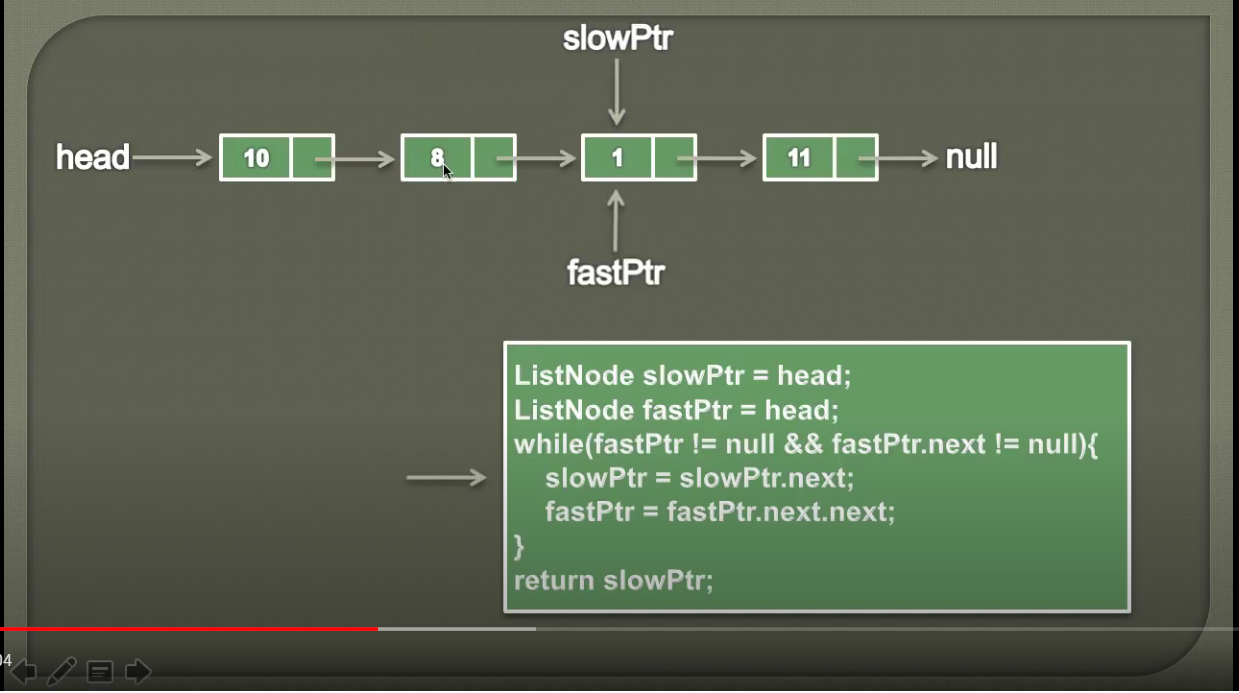 slowPtr
head 10 8 1 11 null
fastPtr
ListNode slowPtr = head;
ListNode fastPtr = head;
while(fastPtr != null && fastPtr.next != null){
slowPtr = slowPtr.next;
fastPtr = fastPtr.next.next;
}
return slowPtr;
04